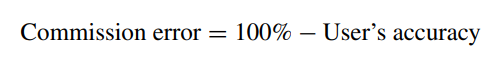 Commission error = 100% − User's accuracy